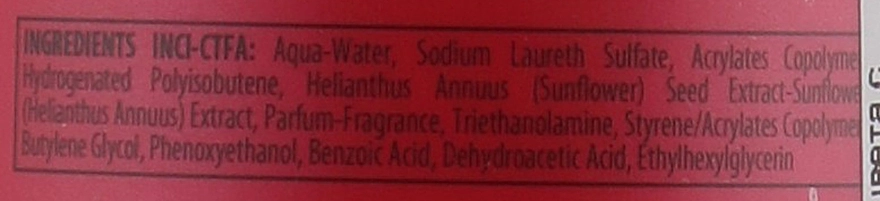 INGREDIENTS INCI-CTFA: Aqua-Water, Sodium Laureth Sulfate, Acrylates Copolyme
Hydrogenated Polyisobutene, Helianthus Annuus (Sunflower) Seed Extract-Sunflowe
(Helianthus Annuus) Extract, Parfum-Fragrance, Triethanolamine, Styrene/Acrylates Copolyme
Butylene Glycol, Phenoxyethanol, Benzoic Acid, Dehydroacetic Acid, Ethylhexylglycerin